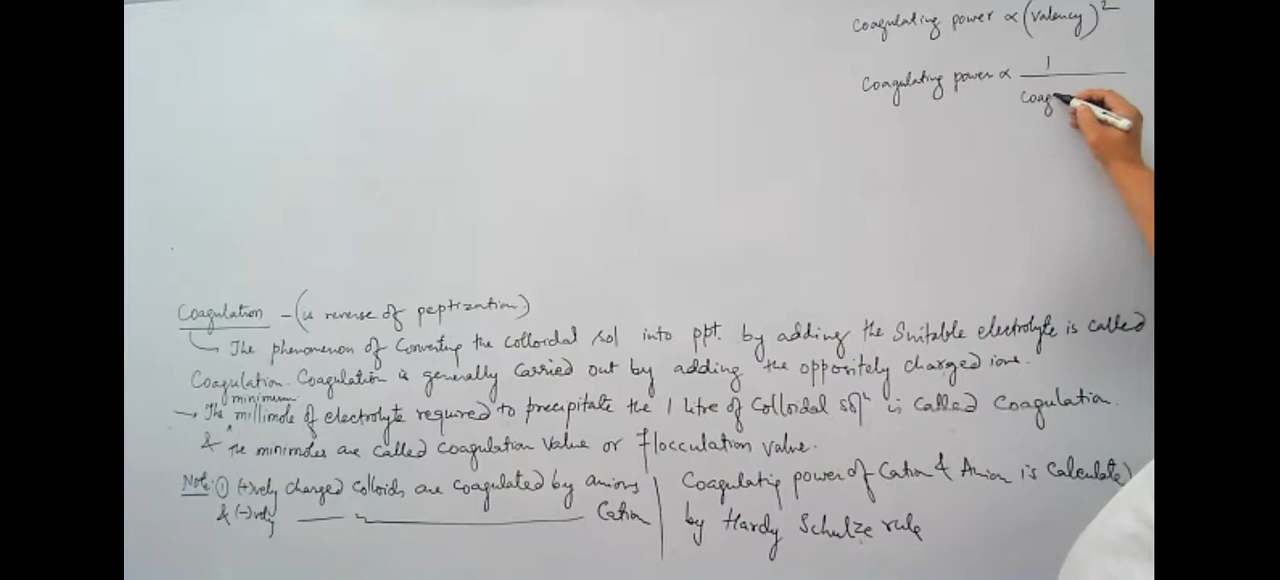 Coagulating power ∝ (valency)²
Coagulating power ∝ 1
Coag
Coagulation - (is reverse of peptization)
The phenomenon of Converting the colloidal sol into ppt. by adding the Suitable electrolyte is called
Coagulation. Coagulation is generally Carried out by adding the oppositely charged ions.
minimum
→ The millimole of electrolyte required to precipitate the 1 Litre of Colloidal solⁿ is called Coagulation.
& The minimoles are called coagulation value or Flocculation value.
Note: ① (+)vely charged colloids are coagulated by anions
& (-)vely Cation
Coagulating power of Cation & Anion is Calculate)
by Hardy Schulze rule